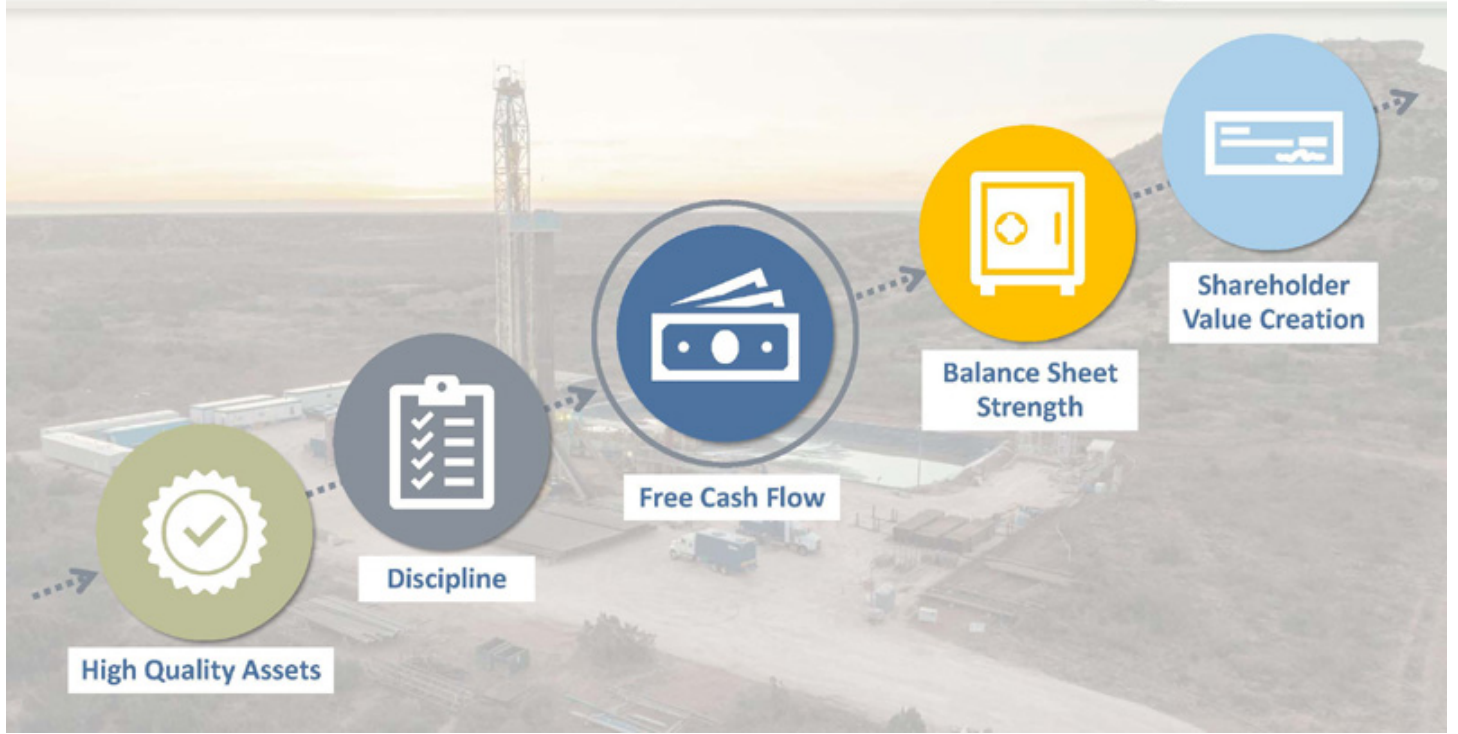 High Quality Assets
Discipline
Free Cash Flow
Balance Sheet
Strength
Shareholder
Value Creation